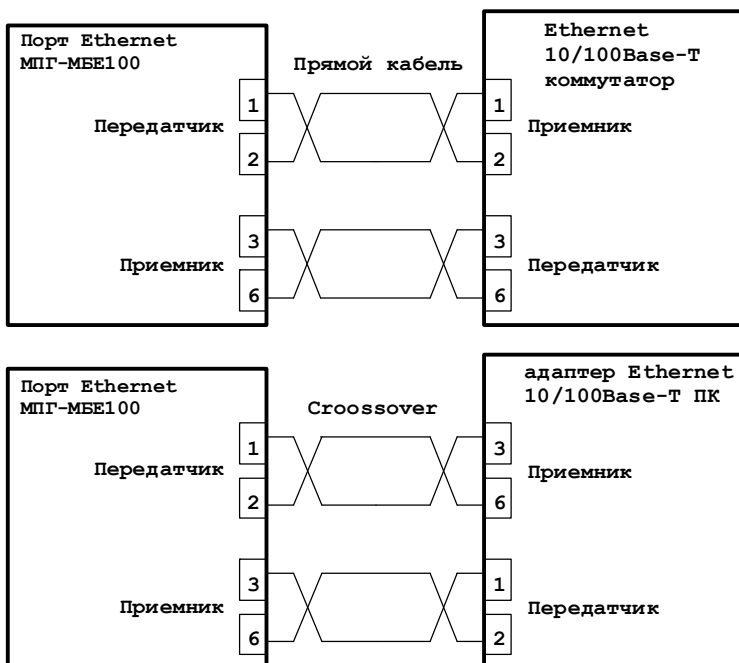 Порт Ethernet
МПГ-МБЕ100
Прямой кабель
Ethernet
10/100Base-T
коммутатор
1
Передатчик
2
1
Приемник
2
3
Приемник
6
3
Передатчик
6
Порт Ethernet
МПГ-МБЕ100
Croossover
адаптер Ethernet
10/100Base-T ПК
1
Передатчик
2
3
Приемник
6
3
Приемник
6
1
Передатчик
2